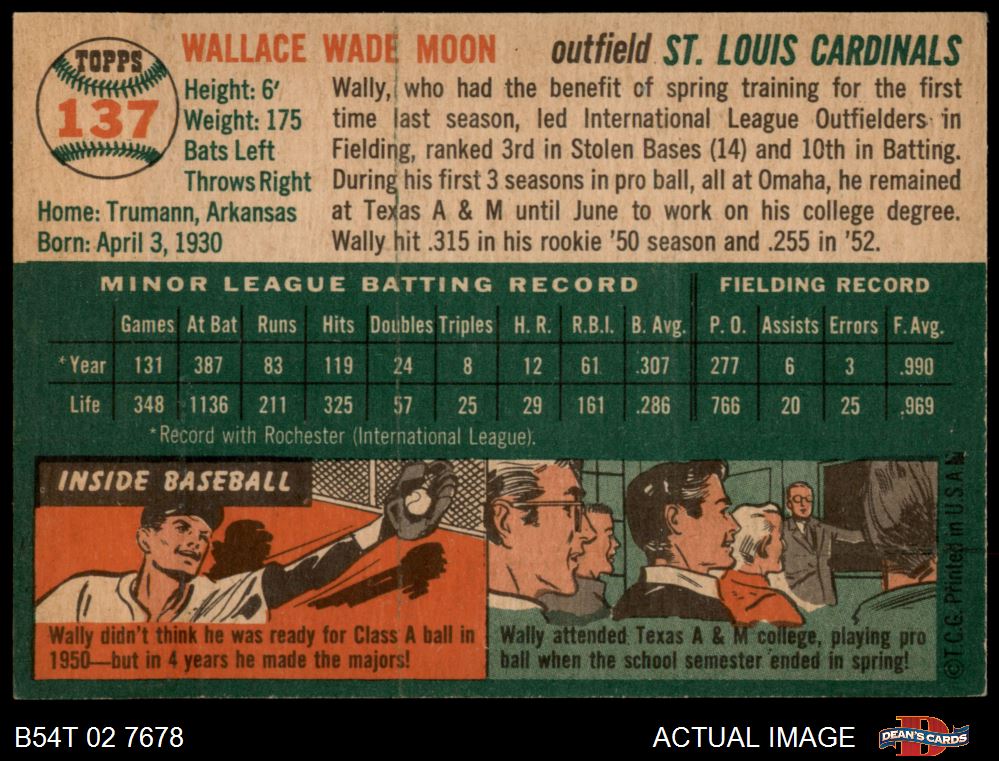 TOPPS
137
WALLACE WADE MOON outfield ST. LOUIS CARDINALS
Height: 6'
Weight: 175
Bats Left
Throws Right
Home: Trumann, Arkansas
Born: April 3, 1930
Wally, who had the benefit of spring training for the first
time last season, led International League Outfielders in
Fielding, ranked 3rd in Stolen Bases (14) and 10th in Batting.
During his first 3 seasons in pro ball, all at Omaha, he remained
at Texas A & M until June to work on his college degree.
Wally hit .315 in his rookie '50 season and .255 in '52.
MINOR LEAGUE BATTING RECORD FIELDING RECORD
Games At Bat Runs Hits Doubles Triples H. R. R.B.I. B. Avg. P. O. Assists Errors F. Avg.
*Year 131 387 83 119 24 8 12 61 .307 277 6 3 .990
Life 348 1136 211 325 57 25 29 161 .286 766 20 25 .969
*Record with Rochester (International League).
INSIDE BASEBALL
Wally didn't think he was ready for Class A ball in
1950—but in 4 years he made the majors!
Wally attended Texas A & M college, playing pro
ball when the school semester ended in spring!
©T.C.G. Printed in U.S.A.
B54T 02 7678
ACTUAL IMAGE
DEAN'S CARDS